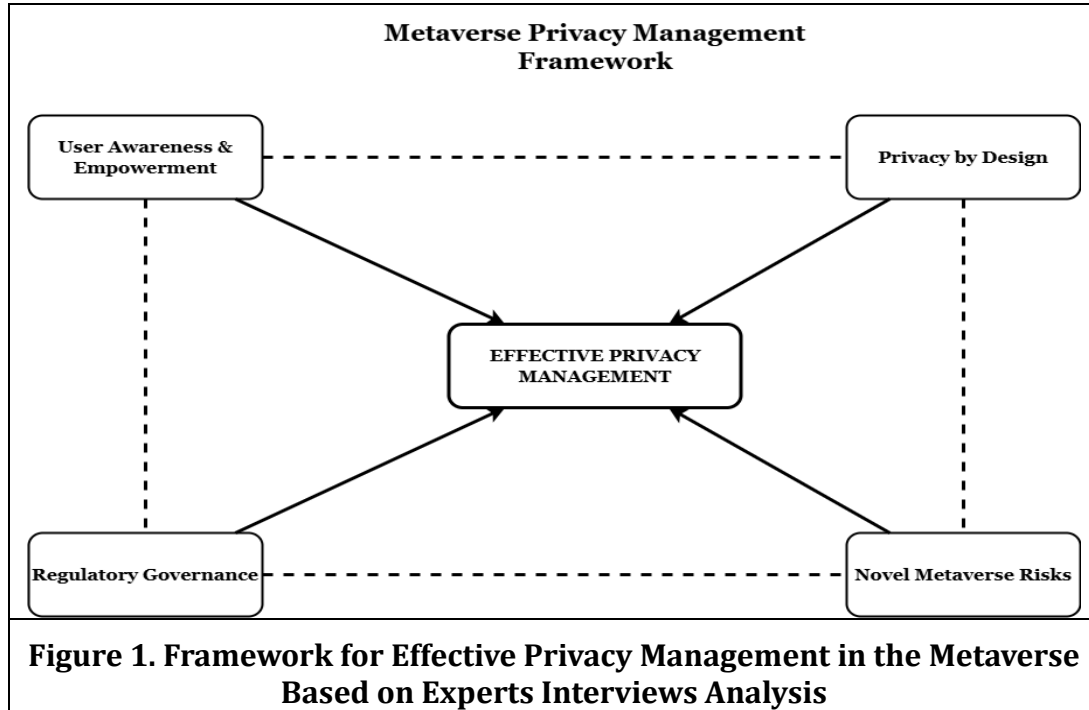 Metaverse Privacy Management
Framework
User Awareness &
Empowerment
Privacy by Design
EFFECTIVE PRIVACY
MANAGEMENT
Regulatory Governance
Novel Metaverse Risks
Figure 1. Framework for Effective Privacy Management in the Metaverse
Based on Experts Interviews Analysis